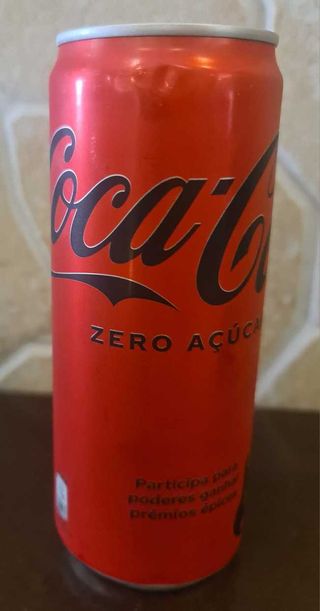 Coca-Co
ZERO AÇÚCA
Participa para
poderes ganhar
prémios épicos